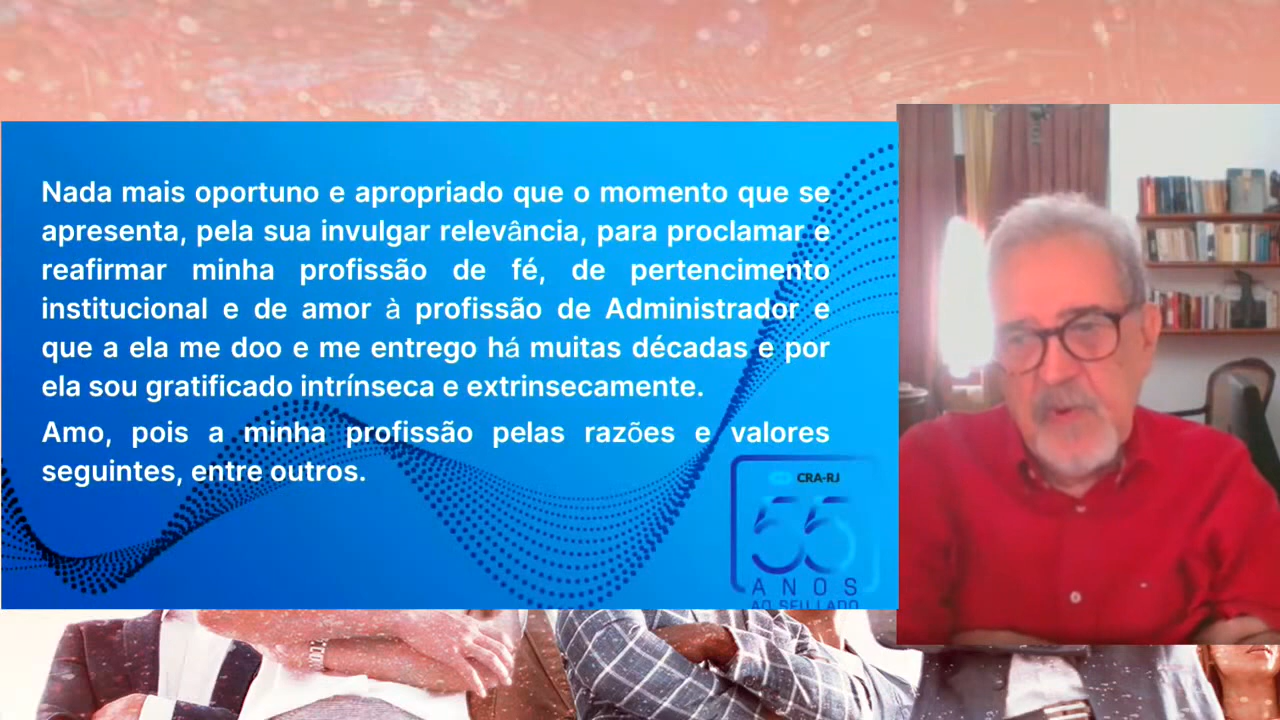 Nada mais oportuno e apropriado que o momento que se
apresenta, pela sua invulgar relevância, para proclamar e
reafirmar minha profissão de fé, de pertencimento
institucional e de amor à profissão de Administrador e
que a ela me doo e me entrego há muitas décadas e por
ela sou gratificado intrínseca e extrinsecamente.
Amo, pois a minha profissão pelas razões e valores
seguintes, entre outros.
CRA-RJ
55
ANOS
AO SEU LADO